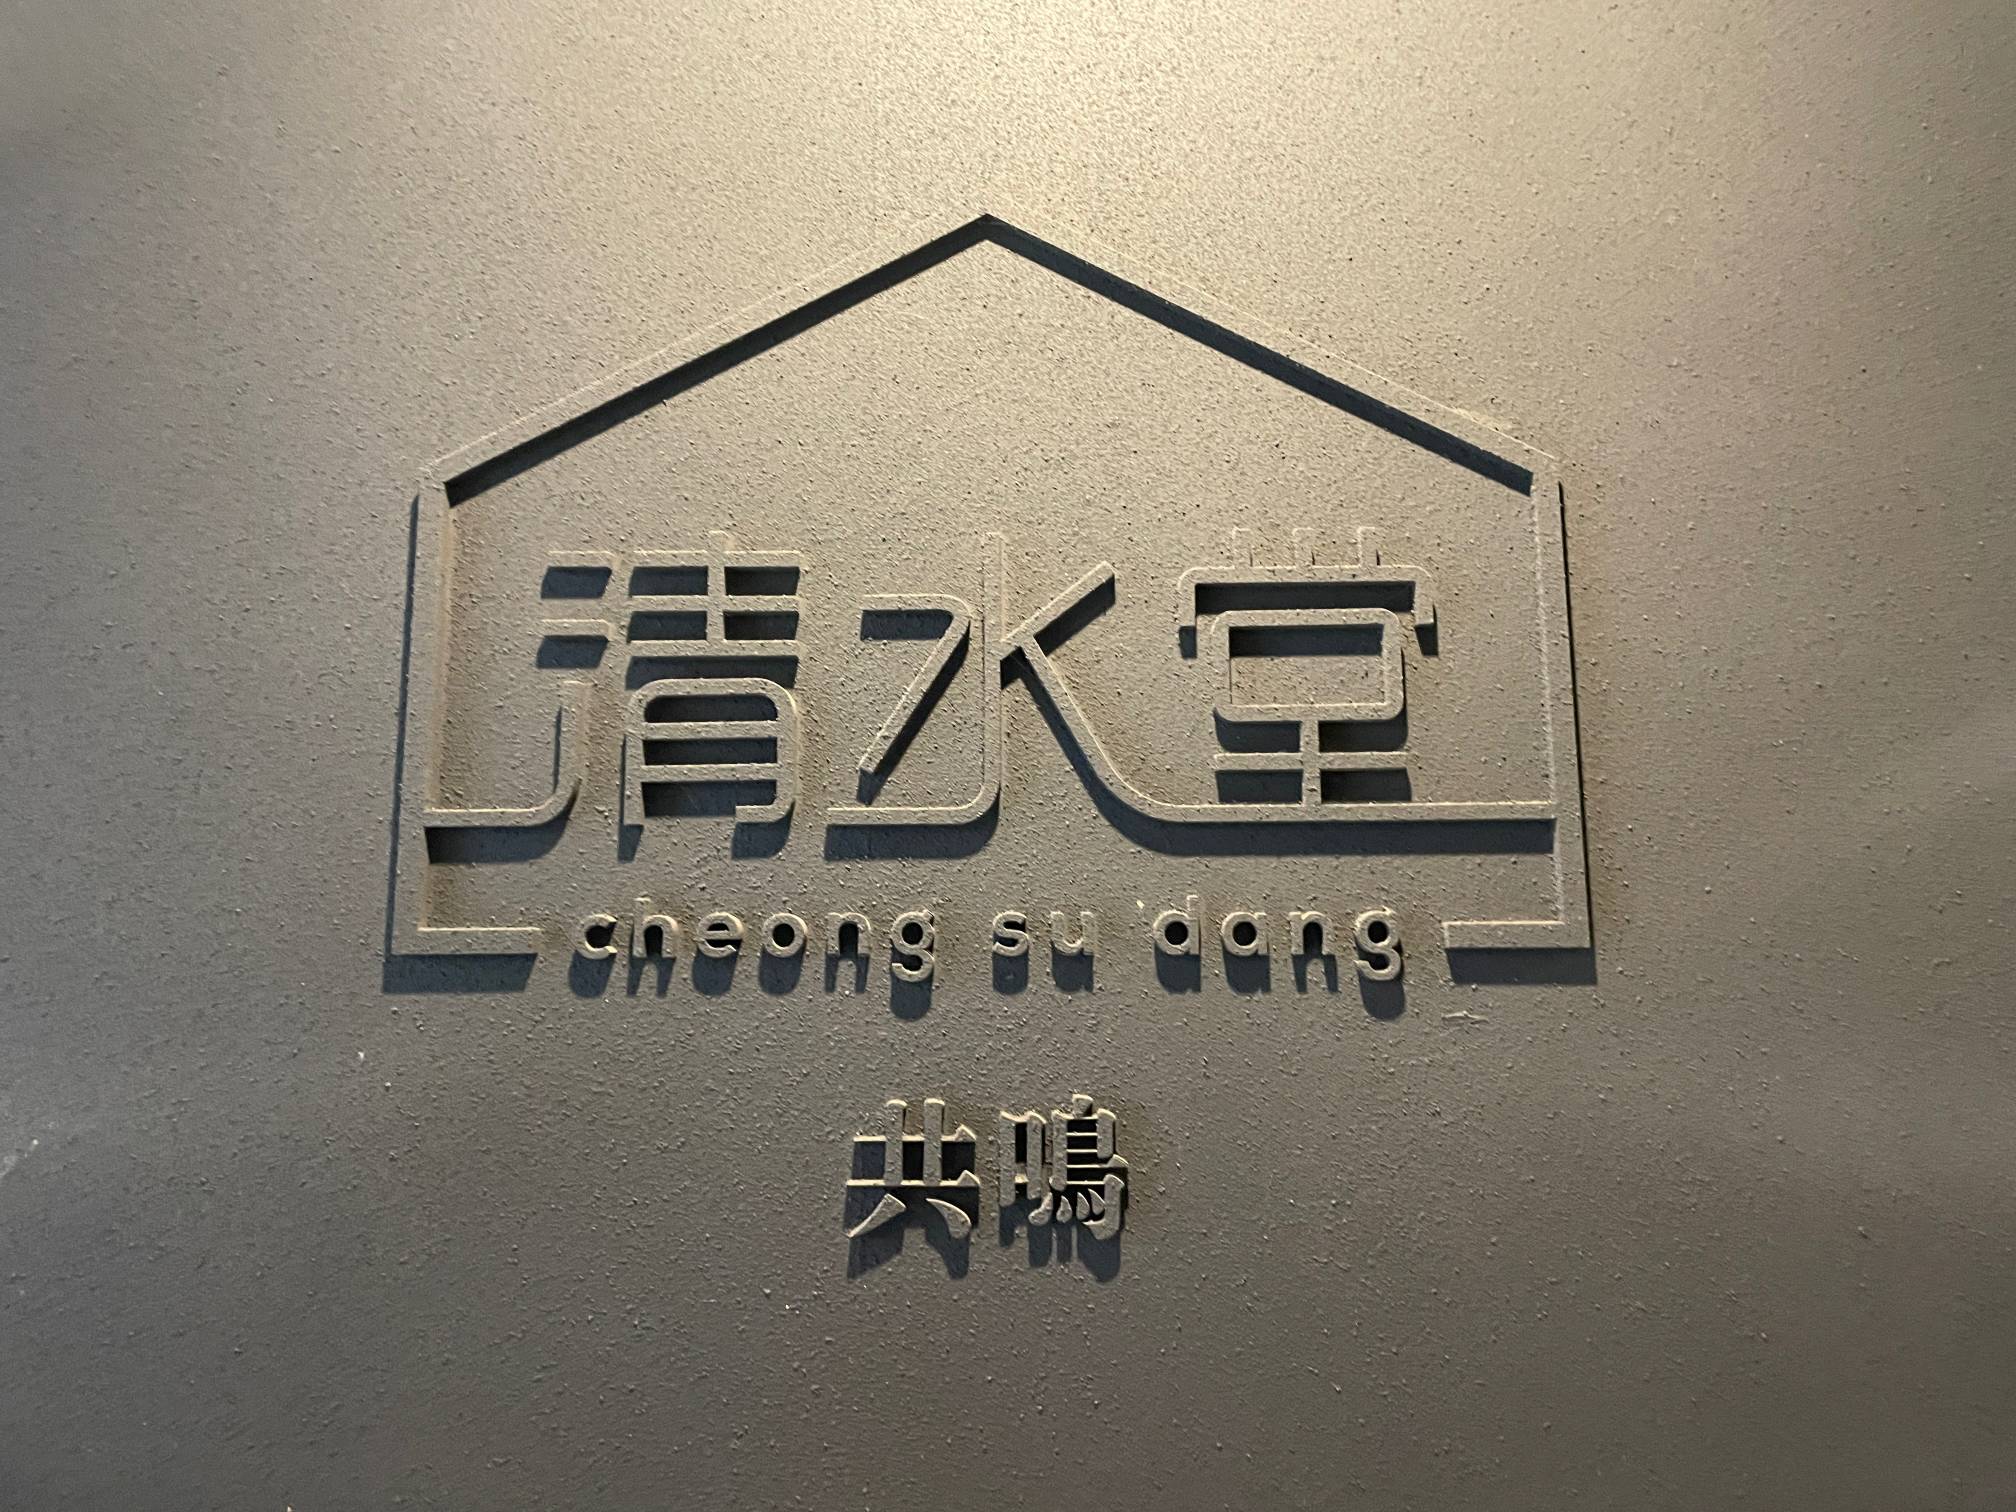 清水堂
cheong su dang
共鳴